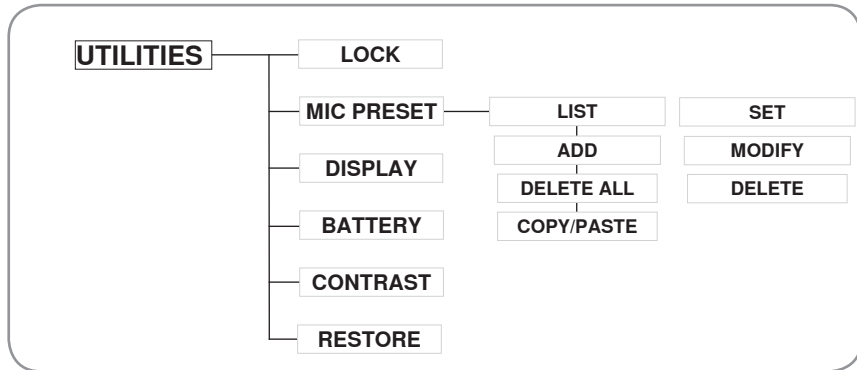 UTILITIES
LOCK
MIC PRESET
LIST
SET
ADD
MODIFY
DISPLAY
DELETE ALL
DELETE
BATTERY
COPY/PASTE
CONTRAST
RESTORE